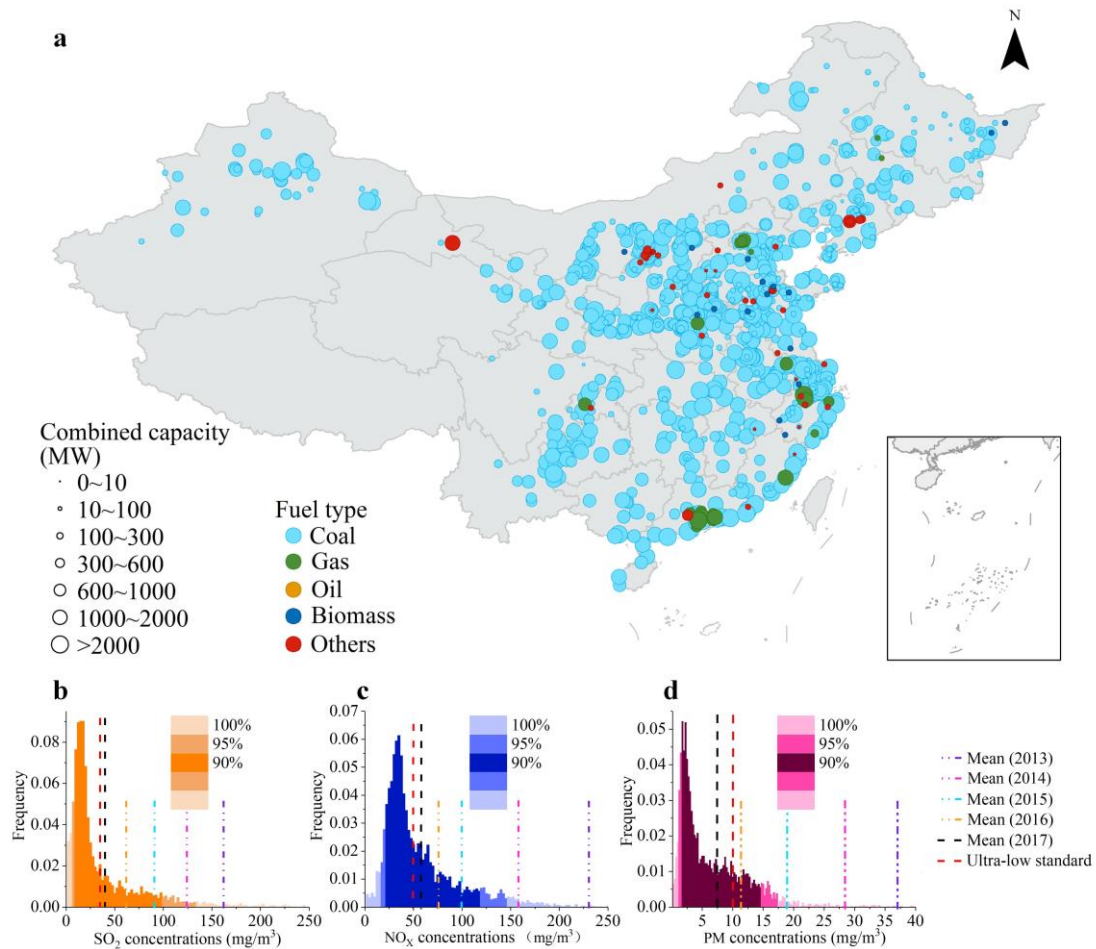 a
N
Combined capacity
(MW)
0~10
10~100
100~300
300~600
600~1000
1000~2000
>2000
Fuel type
Coal
Gas
Oil
Biomass
Others
b
Frequency
0.08
0.06
0.04
0.02
0.00
100%
95%
90%
0 50 100 150 200 250
SO₂ concentrations (mg/m³)
c
Frequency
0.07
0.06
0.05
0.04
0.03
0.02
0.01
0.00
100%
95%
90%
0 50 100 150 200 250
NOX concentrations （mg/m³）
d
Frequency
0.05
0.04
0.03
0.02
0.01
0.00
100%
95%
90%
5 10 15 20 25 30 35 40
PM concentrations (mg/m³)
Mean (2013)
Mean (2014)
Mean (2015)
Mean (2016)
Mean (2017)
Ultra-low standard